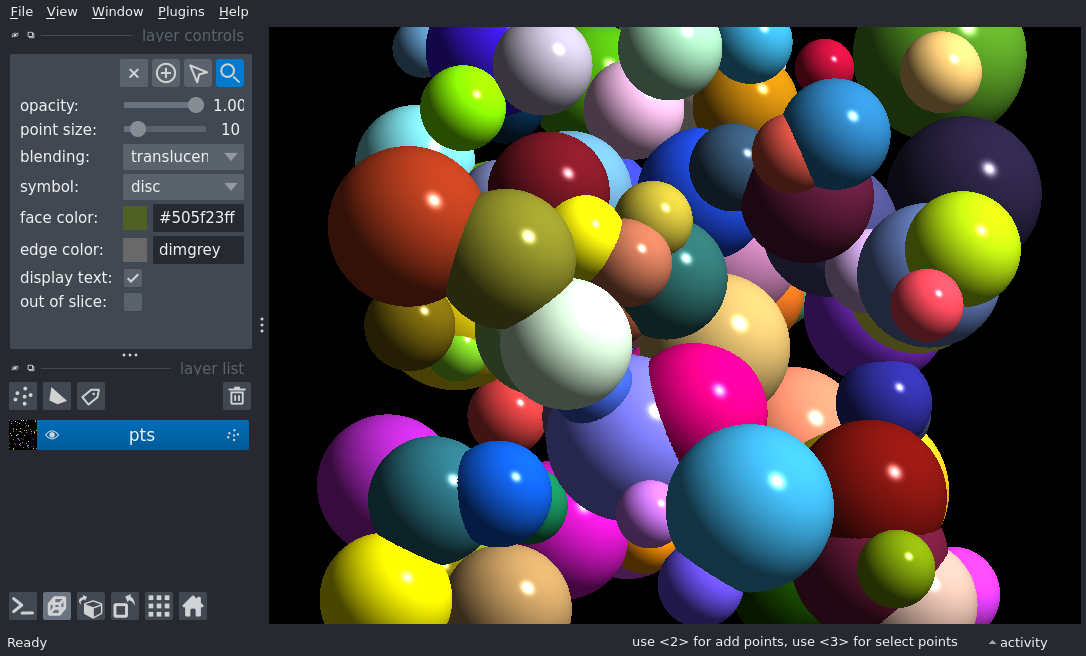 File View Window Plugins Help
layer controls
opacity: 1.00
point size: 10
blending: translucen
symbol: disc
face color: #505f23ff
edge color: dimgrey
display text:
out of slice:
layer list
pts
Ready
use <2> for add points, use <3> for select points
activity